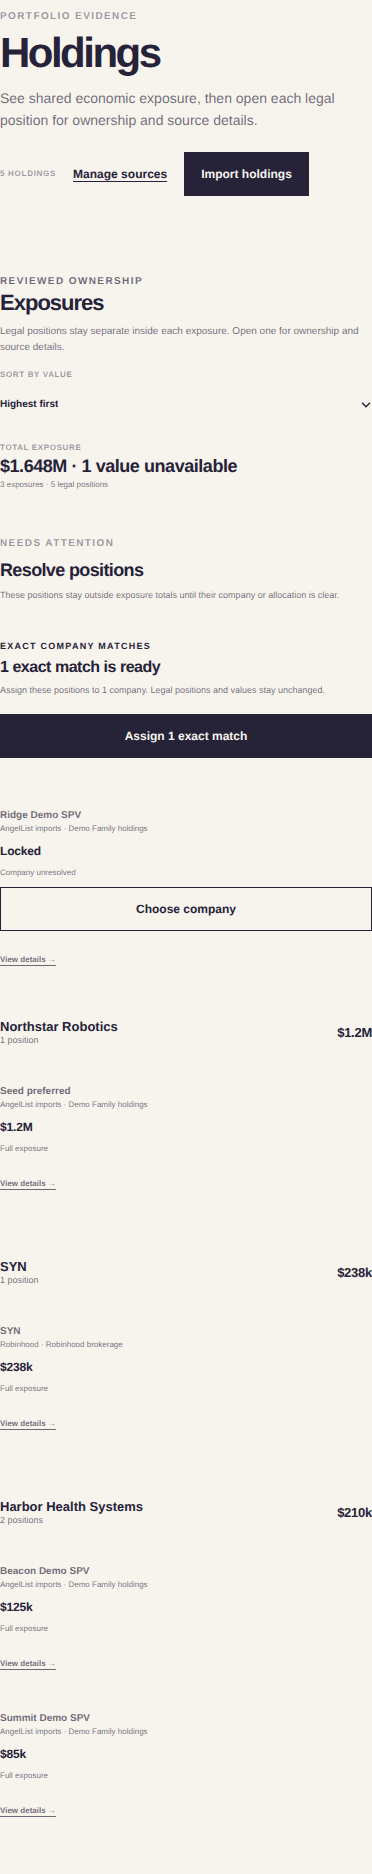 PORTFOLIO EVIDENCE
Holdings
See shared economic exposure, then open each legal
position for ownership and source details.
5 HOLDINGS Manage sources Import holdings
REVIEWED OWNERSHIP
Exposures
Legal positions stay separate inside each exposure. Open one for ownership and
source details.
SORT BY VALUE
Highest first
TOTAL EXPOSURE
$1.648M · 1 value unavailable
3 exposures · 5 legal positions
NEEDS ATTENTION
Resolve positions
These positions stay outside exposure totals until their company or allocation is clear.
EXACT COMPANY MATCHES
1 exact match is ready
Assign these positions to 1 company. Legal positions and values stay unchanged.
Assign 1 exact match
Ridge Demo SPV
AngelList imports · Demo Family holdings
Locked
Company unresolved
Choose company
View details →
Northstar Robotics $1.2M
1 position
Seed preferred
AngelList imports · Demo Family holdings
$1.2M
Full exposure
View details →
SYN $238k
1 position
SYN
Robinhood · Robinhood brokerage
$238k
Full exposure
View details →
Harbor Health Systems $210k
2 positions
Beacon Demo SPV
AngelList imports · Demo Family holdings
$125k
Full exposure
View details →
Summit Demo SPV
AngelList imports · Demo Family holdings
$85k
Full exposure
View details →